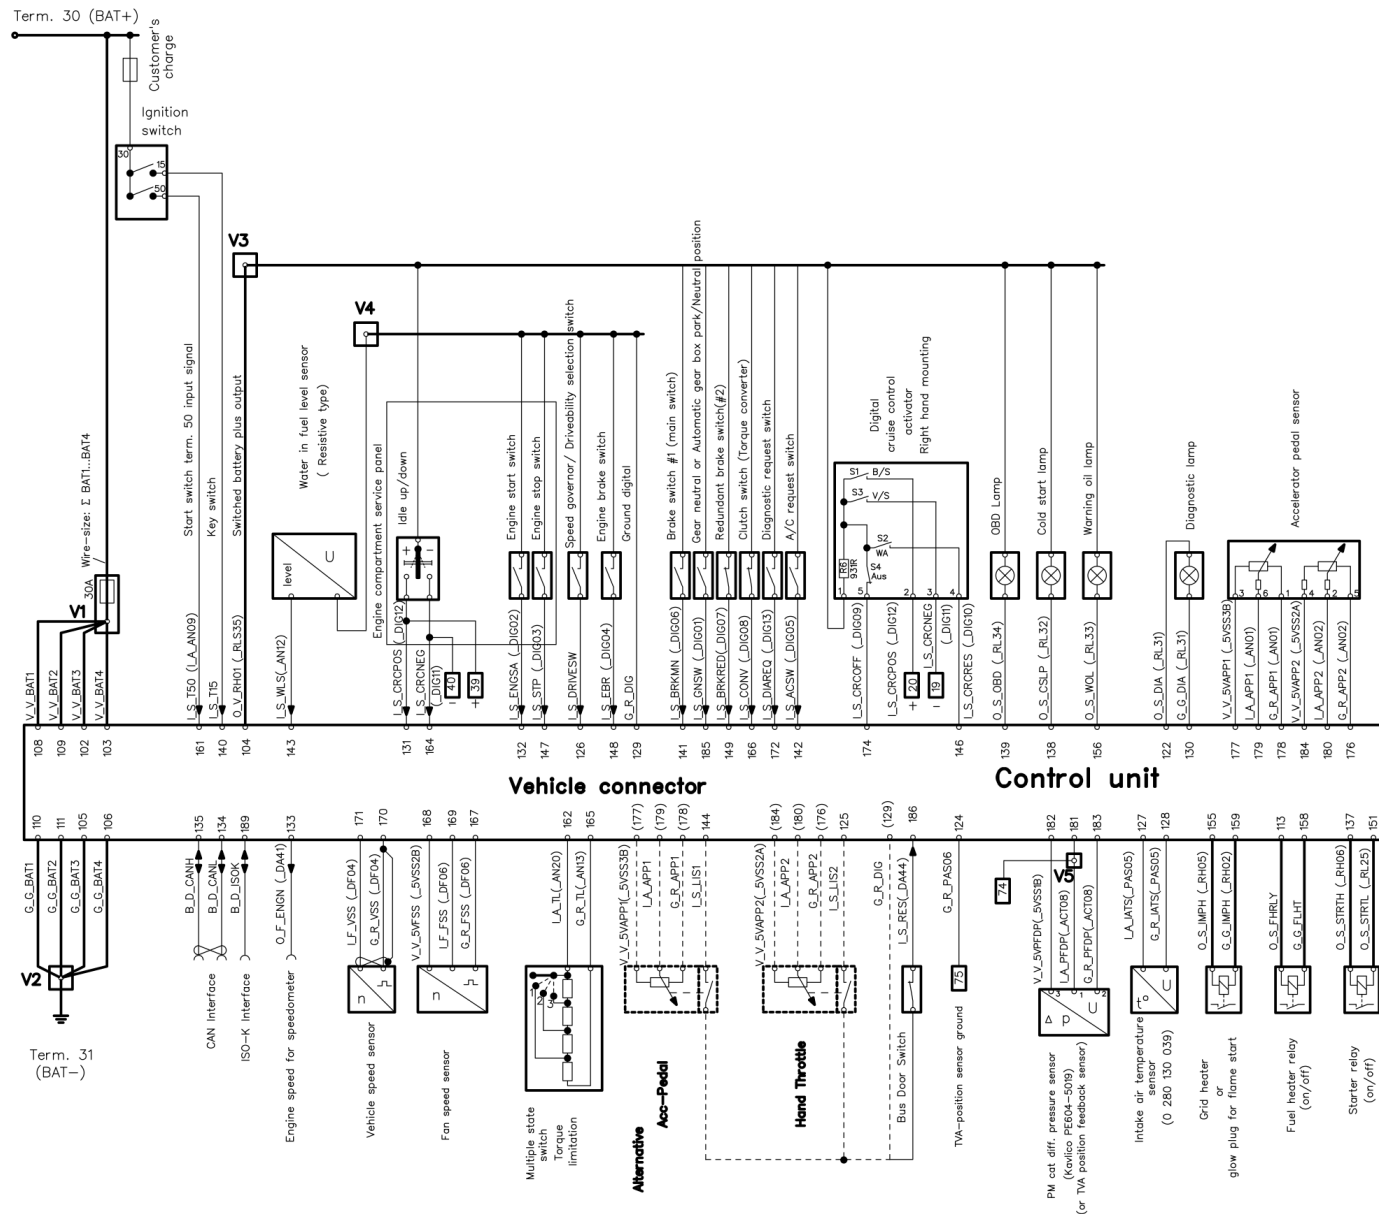 Term. 30 (BAT+)
Customer's
charge
Ignition
switch
30
15
50
V3
V4
Wire-size: Σ BAT1...BAT4
30A
V1
Start switch term. 50 input signal
Key switch
Switched battery plus output
Water in fuel level sensor
( Resistive type)
level
U
Engine compartment service panel
Idle up/down
+ -
Engine start switch
Engine stop switch
Speed governor/ Driveability selection switch
Engine brake switch
Ground digital
Brake switch #1 (main switch)
Gear neutral or Automatic gear box park/Neutral position
Redundant brake switch(#2)
Clutch switch (Torque converter)
Diagnostic request switch
A/C request switch
Digital
cruise control
activator
Right hand mounting
S1
B/S
S3
V/S
S2
WA
S4
Aus
R6
931R
1 5 2 3 4
OBD Lamp
Cold start lamp
Warning oil lamp
Diagnostic lamp
Accelerator pedal sensor
3 6 1 4 2 5
V_V_BAT1
V_V_BAT2
V_V_BAT3
V_V_BAT4
I_S_T50 (I_A_AN09)
I_S_T15
O_V_RH01 (_RLS35)
I_S_WLS(_AN12)
I_S_CRCPOS (_DIG12)
I_S_CRCNEG
(_DIG11)
- 40
+ 39
I_S_ENGSA (_DIG02)
I_S_STP (_DIG03)
I_S_DRIVESW
I_S_EBR (_DIG04)
G_R_DIG
I_S_BRKMN (_DIG06)
I_S_GNSW (_DIG01)
I_S_BRKRED(_DIG07)
I_S_CONV (_DIG08)
I_S_DIAREQ (_DIG13)
I_S_ACSW (_DIG05)
I_S_CRCOFF (_DIG09)
I_S_CRCPOS (_DIG12)
+ 20
- 19
I_S_CRCNEG
(_DIG11)
I_S_CRCRES (_DIG10)
O_S_OBD (_RL34)
O_S_CSLP (_RL32)
O_S_WOL (_RL33)
O_S_DIA (_RL31)
G_G_DIA (_RL31)
V_V_5VAPP1 (_5VSS3B)
I_A_APP1 (_AN01)
G_R_APP1 (_AN01)
V_V_5VAPP2 (_5VSS2A)
I_A_APP2 (_AN02)
G_R_APP2 (_AN02)
108 109 102 103 161 140 104 143 131 164 132 147 126 148 129 141 185 149 166 172 142 174 146 139 138 156 122 130 177 179 178 184 180 176
Vehicle connector
Control unit
110 111 105 106 135 134 189 133 171 170 168 169 167 162 165 (177) (179) (178) 144 (184) (180) (176) 125 (129) 186 124 182 181 183 127 128 155 159 113 158 137 151
G_G_BAT1
G_G_BAT2
G_G_BAT3
G_G_BAT4
B_D_CANH
B_D_CANL
B_D_ISOK
O_F_ENGN (_DA41)
I_F_VSS (_DF04)
G_R_VSS (_DF04)
V_V_5VFSS (_5VSS2B)
I_F_FSS (_DF06)
G_R_FSS (_DF06)
I_A_TL(_AN20)
G_R_TL(_AN13)
V_V_5VAPP1(_5VSS3B)
I_A_APP1
G_R_APP1
I_S_LIS1
V_V_5VAPP2(_5VSS2A)
I_A_APP2
G_R_APP2
I_S_LIS2
G_R_DIG
I_S_RES(_DA44)
G_R_PAS06
75
74
V5
V_V_5VPFDP(_5VSS1B)
I_A_PFDP(_ACT08)
G_R_PFDP(_ACT08)
I_A_IATS(_PAS05)
G_R_IATS(_PAS05)
O_S_IMPH (_RH05)
G_G_IMPH (_RH02)
O_S_FHRLY
G_G_FLHT
O_S_STRTH (_RH06)
O_S_STRTL (_RL25)
V2
Term. 31
(BAT-)
CAN Interface
ISO-K Interface
Engine speed for speedometer
n
Vehicle speed sensor
n
Fan speed sensor
1
2
3
Multiple state
switch
Torque
limitation
Alternative
Acc-Pedal
Hand Throttle
Bus Door Switch
TVA-position sensor ground
3 1 2
Δ p
U
PM cat diff. pressure sensor
(Kavlico PE604-5019)
(or TVA position feedback sensor)
t°
U
Intake air temperature
sensor
(0 280 130 039)
Grid heater
or
glow plug for flame start
Fuel heater relay
(on/off)
Starter relay
(on/off)